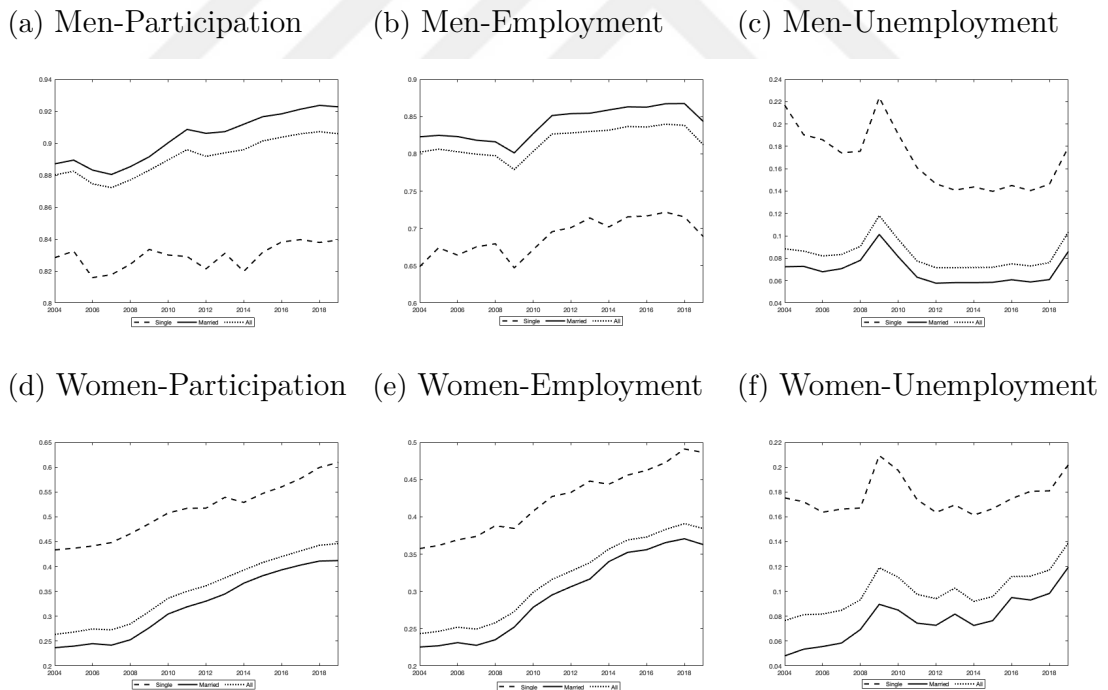 (a) Men-Participation (b) Men-Employment (c) Men-Unemployment
0.94 0.9 0.24
0.22
0.92 0.85 0.2
0.9 0.8 0.18
0.16
0.88 0.75 0.14
0.86 0.7 0.12
0.1
0.84 0.65 0.08
0.82 0.06
0.8 0.6 0.04
2004 2006 2008 2010 2012 2014 2016 2018 2004 2006 2008 2010 2012 2014 2016 2018 2004 2006 2008 2010 2012 2014 2016 2018
Single Married All Single Married All Single Married All
(d) Women-Participation (e) Women-Employment (f) Women-Unemployment
0.65 0.5 0.22
0.6 0.45 0.2
0.55 0.18
0.5 0.4 0.16
0.45 0.14
0.4 0.35 0.12
0.35 0.3 0.1
0.3 0.08
0.25 0.25 0.06
0.2 0.2 0.04
2004 2006 2008 2010 2012 2014 2016 2018 2004 2006 2008 2010 2012 2014 2016 2018 2004 2006 2008 2010 2012 2014 2016 2018
Single Married All Single Married All Single Married All